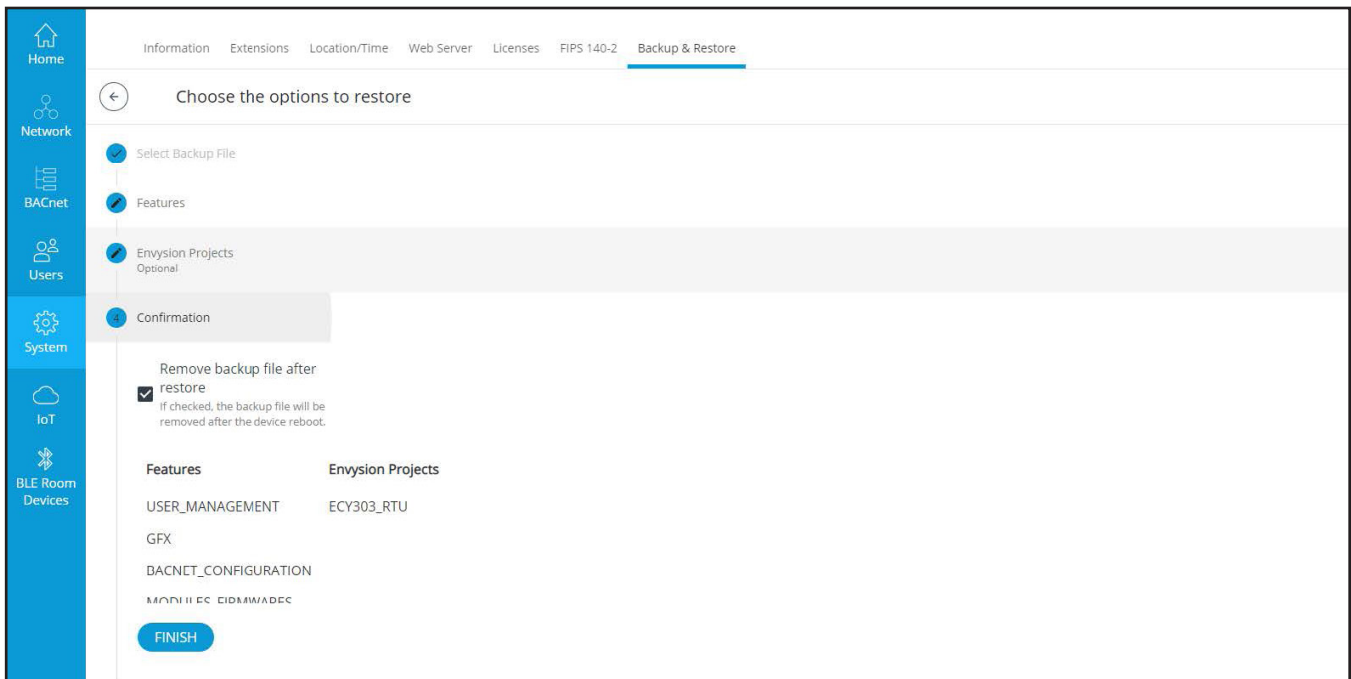 Home
Network
BACnet
Users
System
IoT
BLE Room
Devices
Information Extensions Location/Time Web Server Licenses FIPS 140-2 Backup & Restore
Choose the options to restore
Select Backup File
Features
Envysion Projects
Optional
4 Confirmation
Remove backup file after
restore
If checked, the backup file will be
removed after the device reboot.
Features Envysion Projects
USER_MANAGEMENT ECY303_RTU
GFX
BACNET_CONFIGURATION
MODULES_FIRMWARES
FINISH